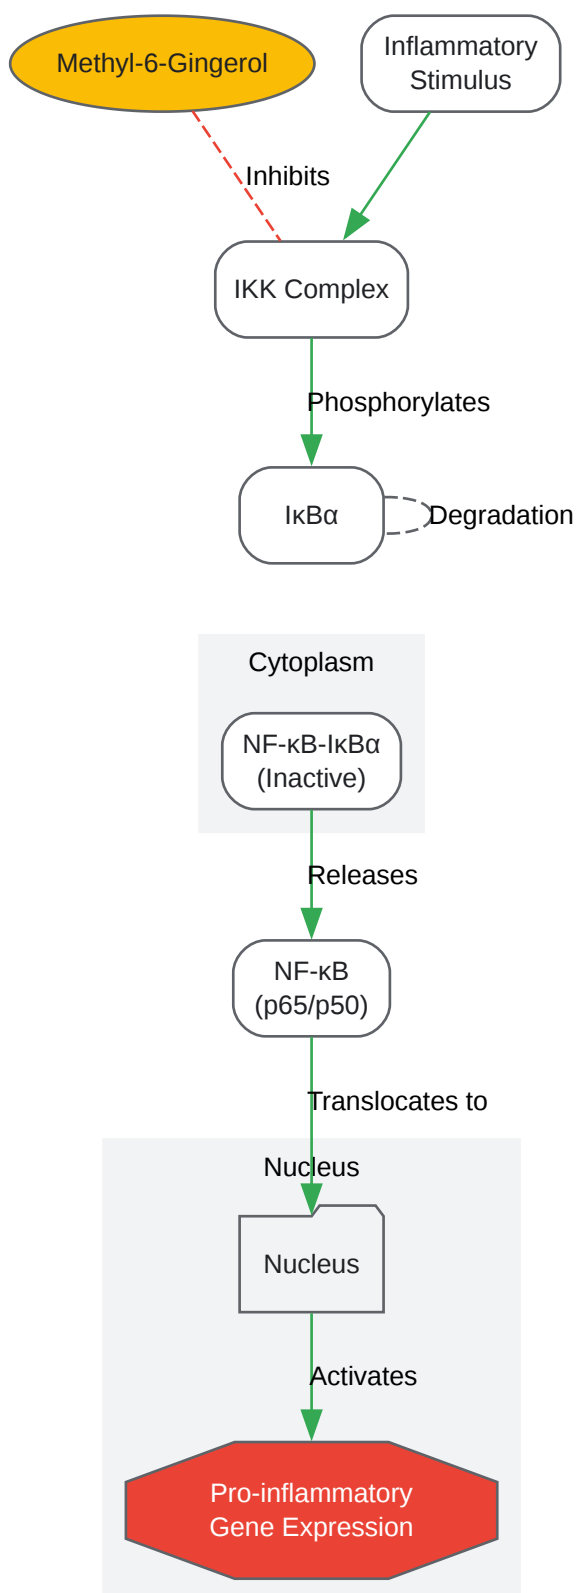 Methyl-6-Gingerol
Inflammatory
Stimulus
Inhibits
IKK Complex
Phosphorylates
IκBα
Degradation
Cytoplasm
NF-κB-IκBα
(Inactive)
Releases
NF-κB
(p65/p50)
Translocates to
Nucleus
Nucleus
Activates
Pro-inflammatory
Gene Expression